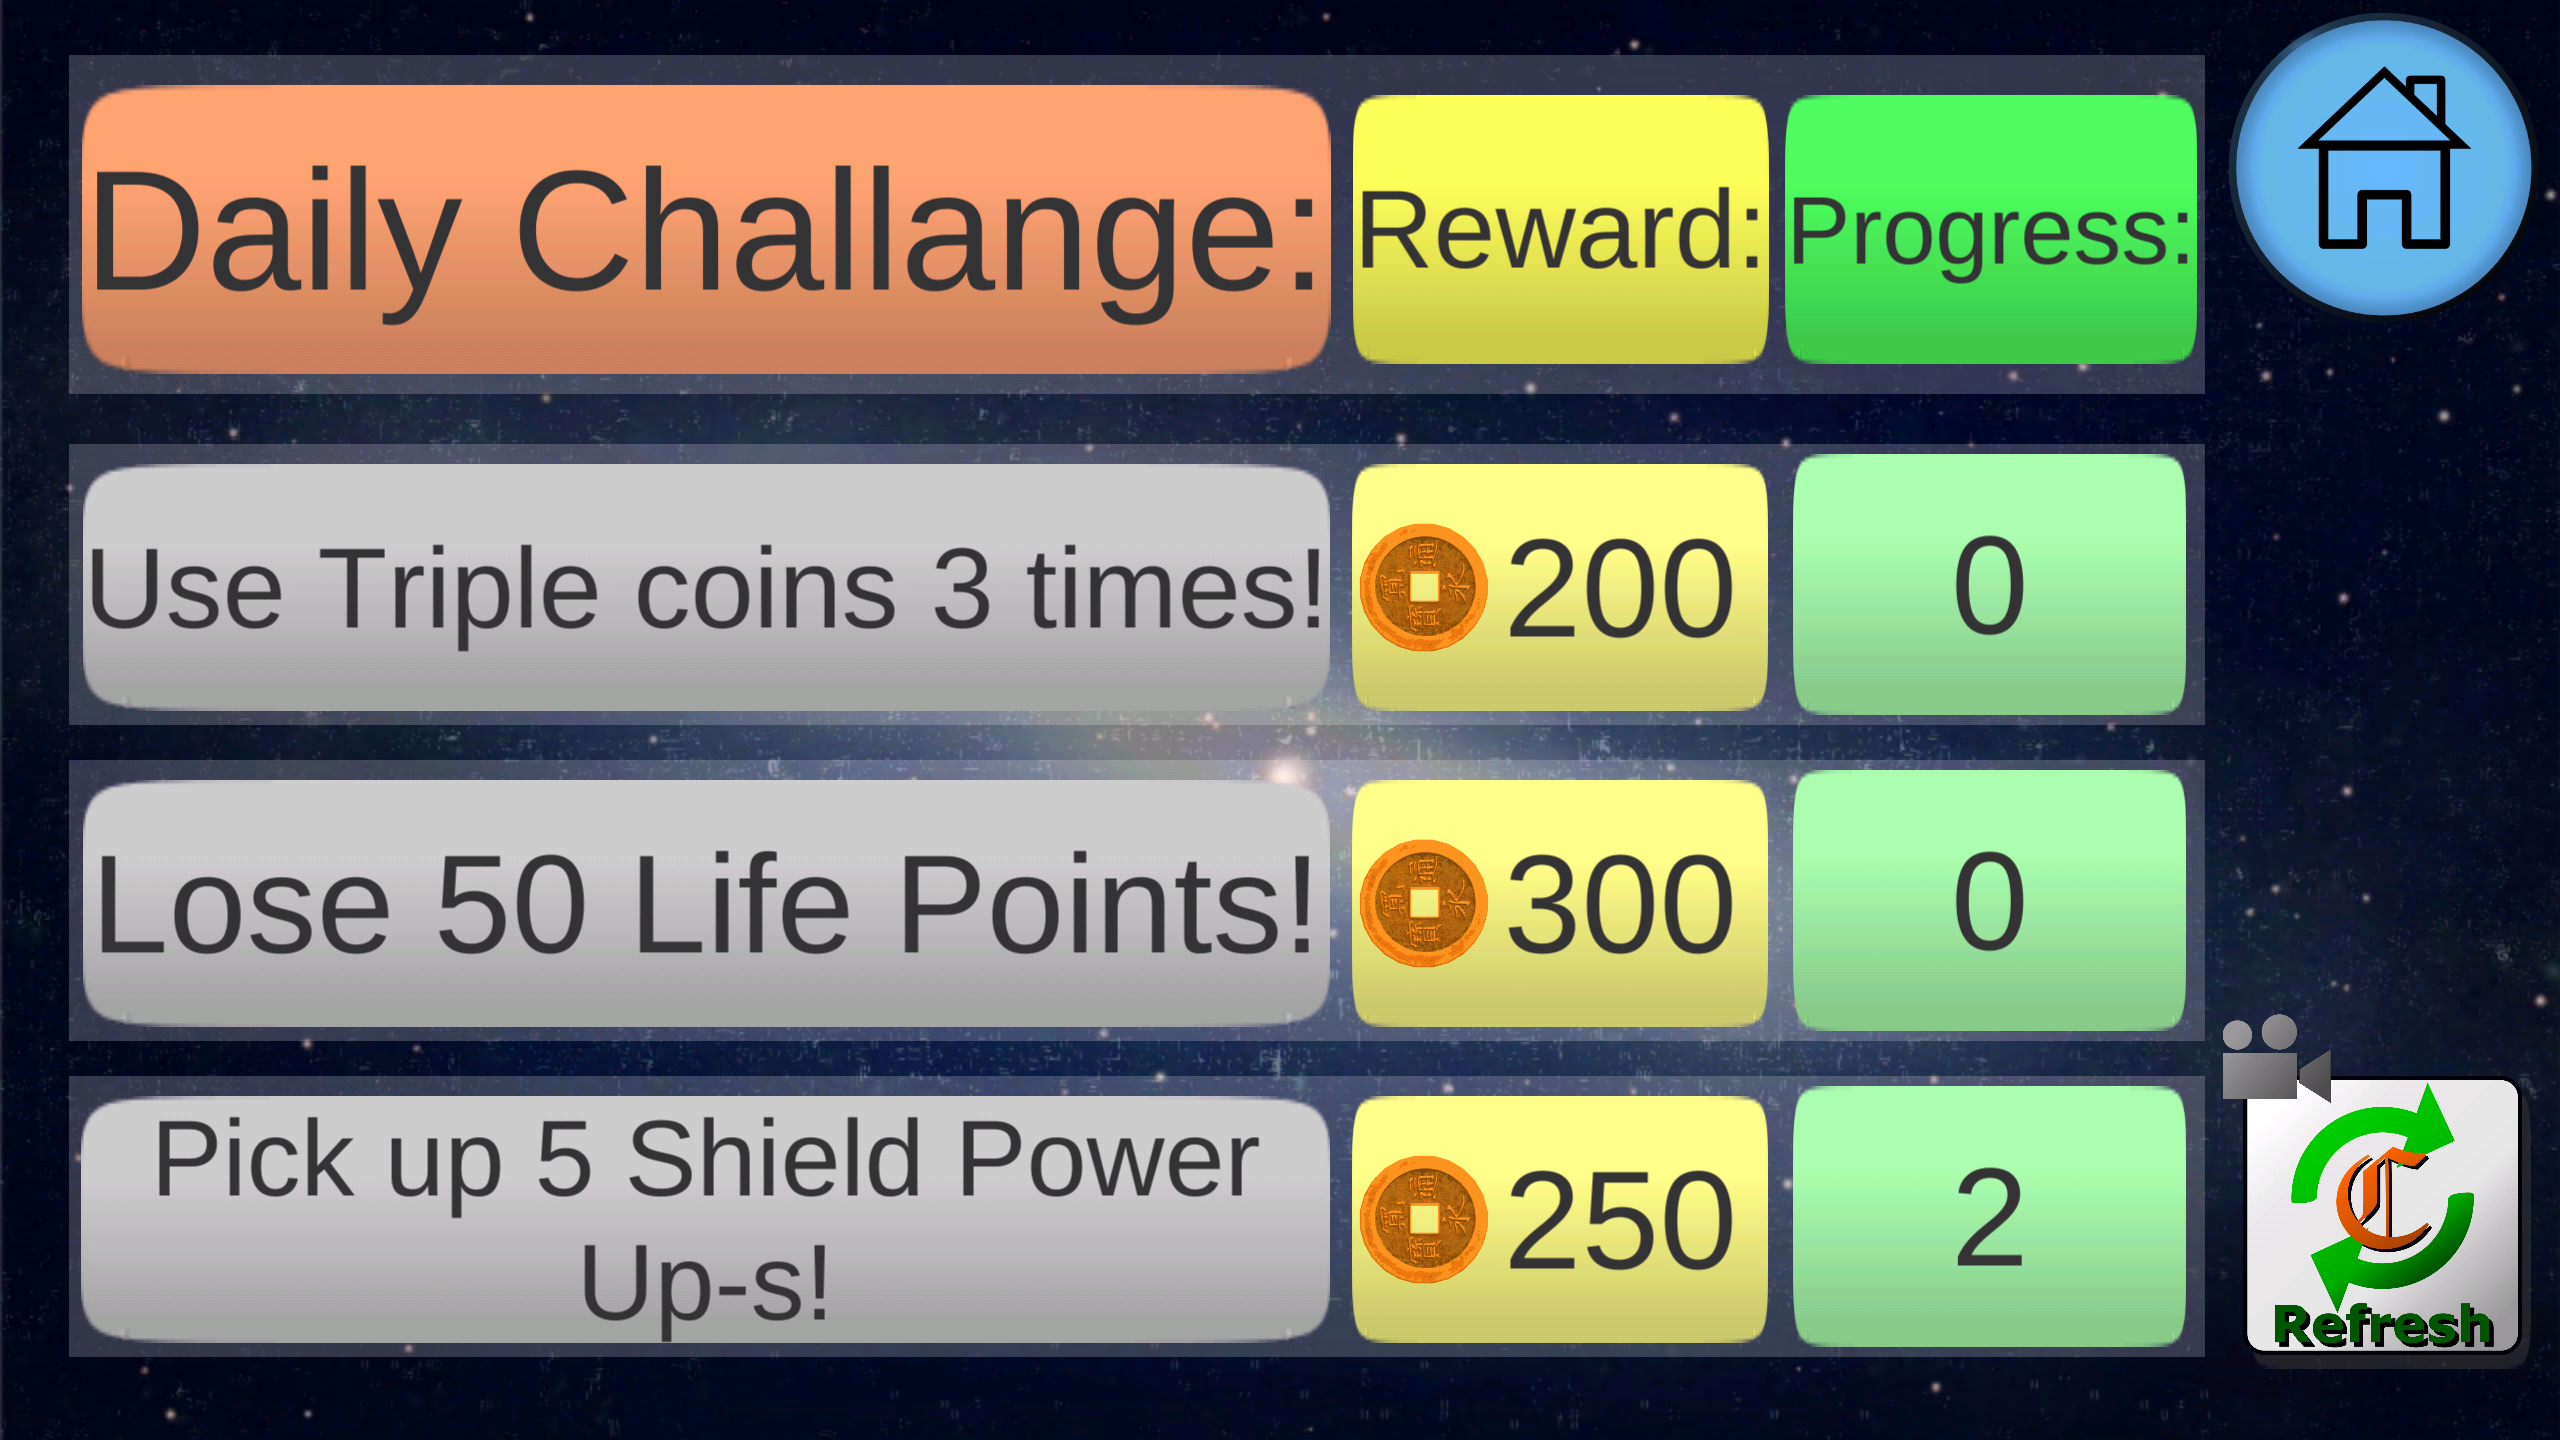 Daily Challange:
Reward:
Progress:
Use Triple coins 3 times!
200
0
Lose 50 Life Points!
300
0
Pick up 5 Shield Power
Up-s!
250
2
C
Refresh